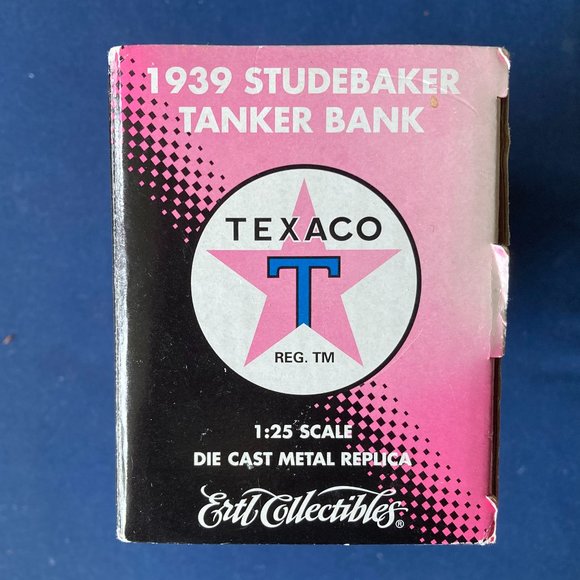 1939 STUDEBAKER
TANKER BANK
TEXACO
T
REG. TM
1:25 SCALE
DIE CAST METAL REPLICA
Ertl Collectibles®